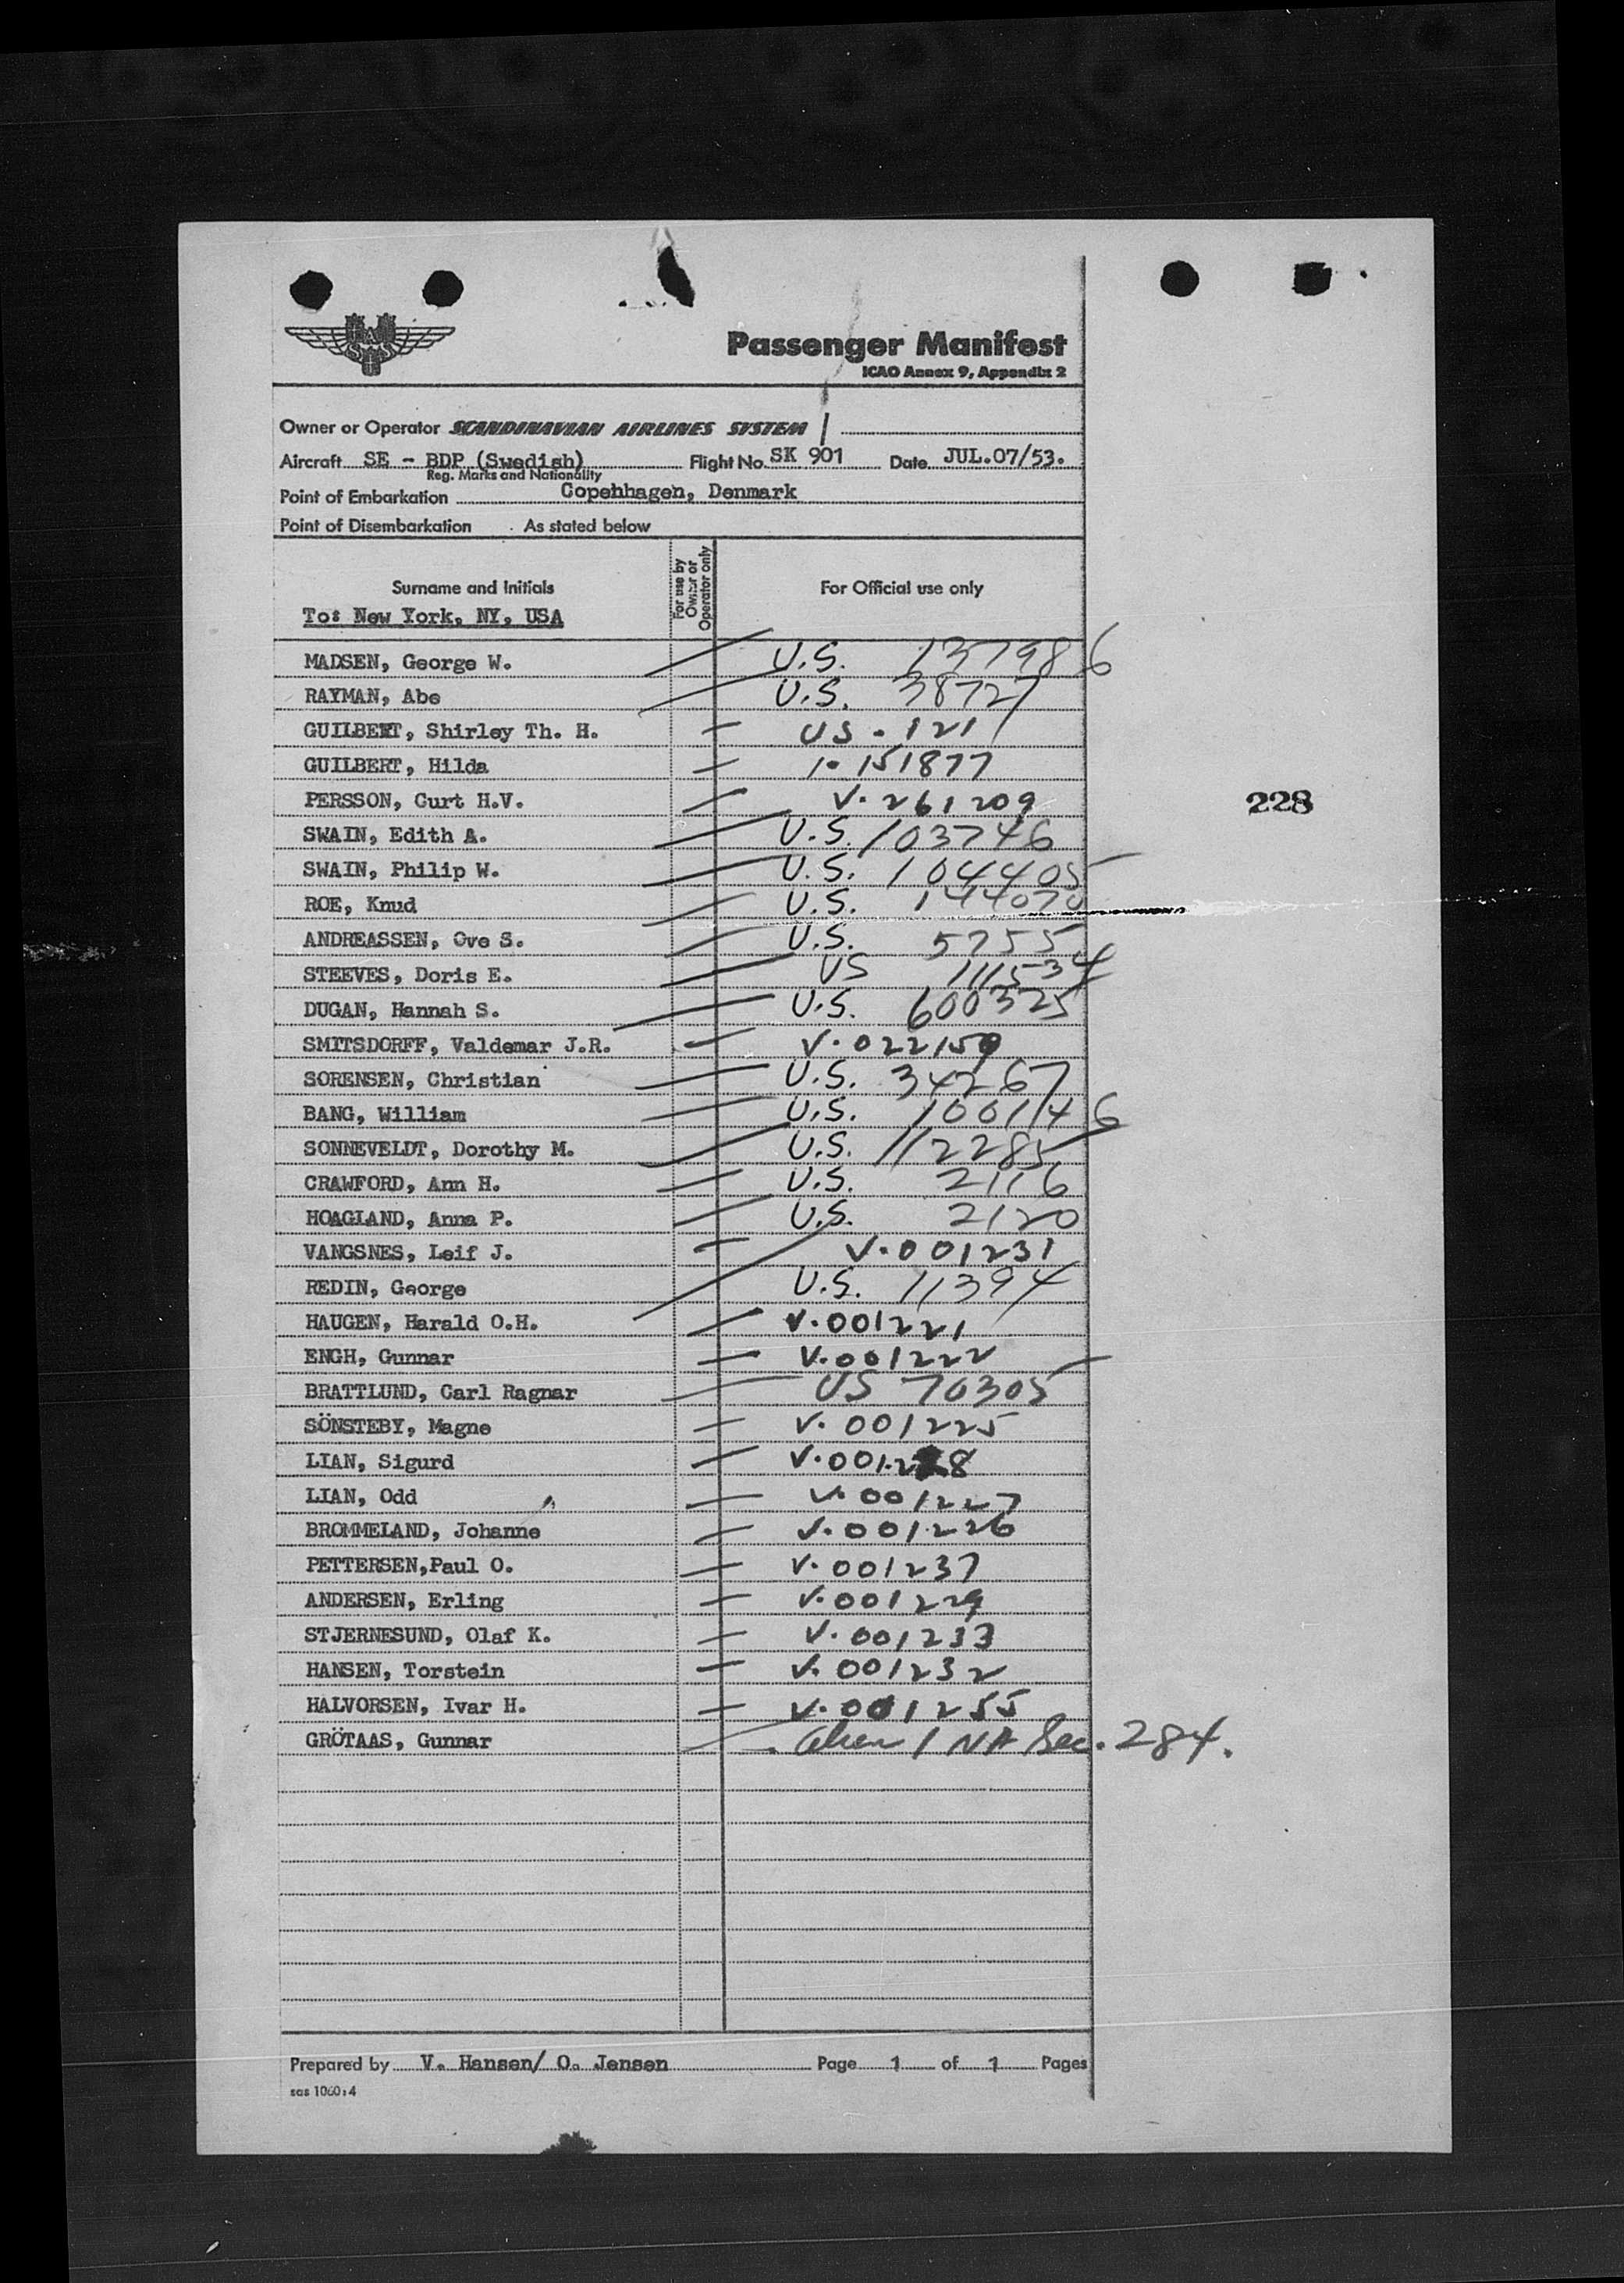 Passenger Manifest
ICAO Annex 9, Appendix 2
Owner or Operator SCANDINAVIAN AIRLINES SYSTEM
Aircraft SE - BDP (Swedish) Flight No. SK 901 Date JUL.07/53.
Reg. Marks and Nationality
Point of Embarkation Copenhagen, Denmark
Point of Disembarkation . As stated below
Surname and Initials For use by Owner or Operator only For Official use only
To: New York, NY, USA
MADSEN, George W. U.S. 137986
RAYMAN, Abe U.S. 38727
GUILBERT, Shirley Th. H. US - 121
GUILBERT, Hilda 1- 151877
PERSSON, Curt H.V. V. 261209
228
SWAIN, Edith A. U.S. 103746
SWAIN, Philip W. U.S. 104405
ROE, Knud U.S. 144070
ANDREASSEN, Ove S. U.S. 5755
STEEVES, Doris E. US 111534
DUGAN, Hannah S. U.S. 600325
SMITSDORFF, Valdemar J.R. V.022159
SORENSEN, Christian U.S. 34267
BANG, William U.S. 100146
SONNEVELDT, Dorothy M. U.S. 112285
CRAWFORD, Ann H. U.S. 2116
HOAGLAND, Anna P. U.S. 2120
VANGSNES, Leif J. V.001231
REDIN, George U.S. 11394
HAUGEN, Harald O.H. V.001221
ENGH, Gunnar V.001222
BRATTLUND, Carl Ragnar US 70305
SÖNSTEBY, Magne V. 001225
LIAN, Sigurd
LIAN, Odd V. 001227
BROMMELAND, Johanne V.001226
PETTERSEN,Paul O. V. 001237
ANDERSEN, Erling V.001229
STJERNESUND, Olaf K. V. 001233
HANSEN, Torstein V. 001232
HALVORSEN, Ivar H. V.001255
GRÖTAAS, Gunnar I NA Sec. 284.
Prepared by V. Hansen/ O. Jensen Page 1 of 1 Pages
sas 1060:4